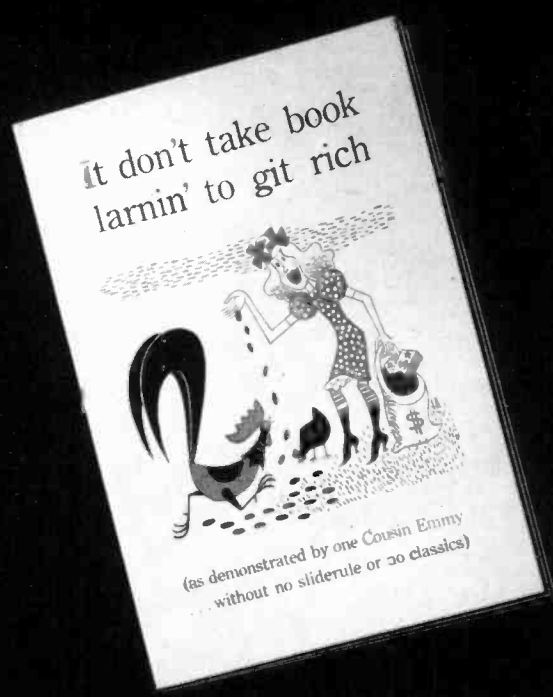 It don't take book
larnin' to git rich
$
(as demonstrated by one Cousin Emmy
...without no sliderule or no classics)